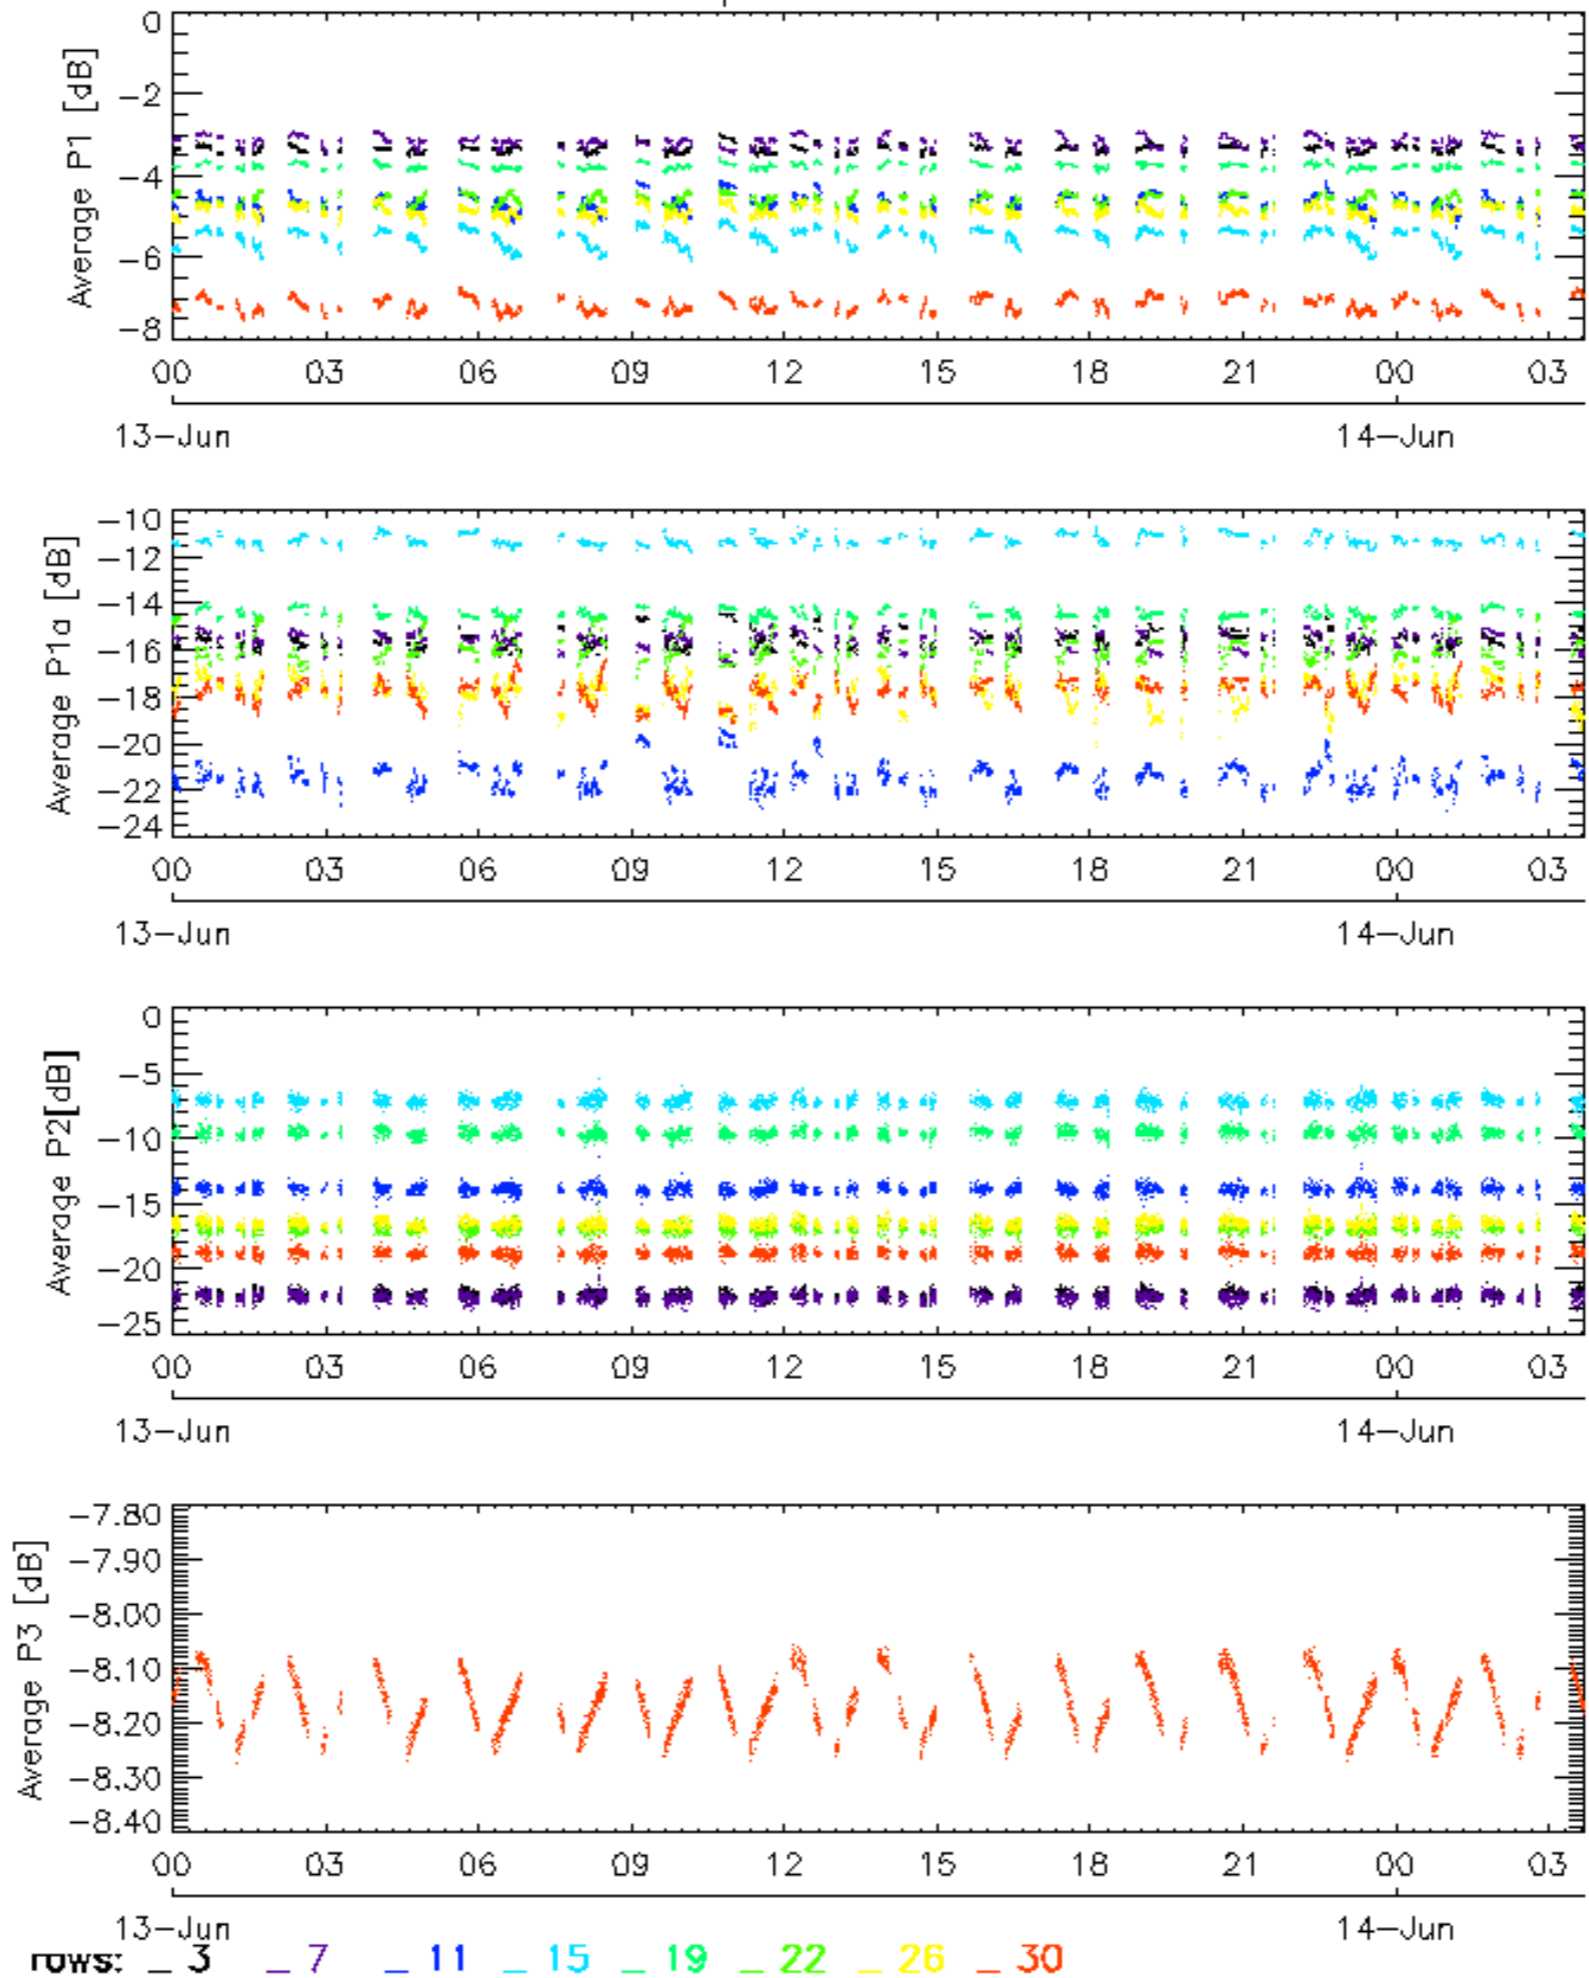 Average P1 [dB]
0
-2
-4
-6
-8
00 03 06 09 12 15 18 21 00 03
13-Jun 14-Jun
Average P1a [dB]
-10
-12
-14
-16
-18
-20
-22
-24
00 03 06 09 12 15 18 21 00 03
13-Jun 14-Jun
Average P2[dB]
0
-5
-10
-15
-20
-25
00 03 06 09 12 15 18 21 00 03
13-Jun 14-Jun
Average P3 [dB]
-7.80
-7.90
-8.00
-8.10
-8.20
-8.30
-8.40
00 03 06 09 12 15 18 21 00 03
13-Jun 14-Jun
rows: _ 3 _ 7 _ 11 _ 15 _ 19 _ 22 _ 26 _ 30